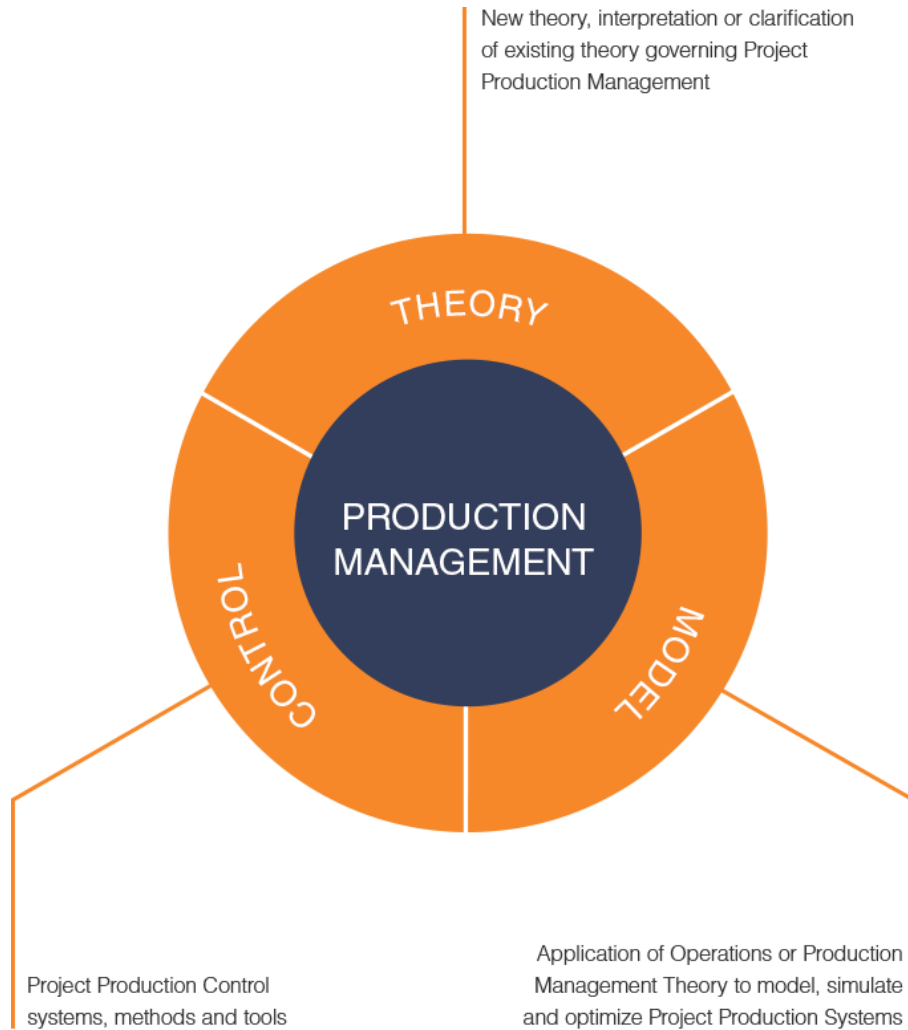 New theory, interpretation or clarification
of existing theory governing Project
Production Management
THEORY
PRODUCTION
MANAGEMENT
CONTROL
MODEL
Project Production Control
systems, methods and tools
Application of Operations or Production
Management Theory to model, simulate
and optimize Project Production Systems